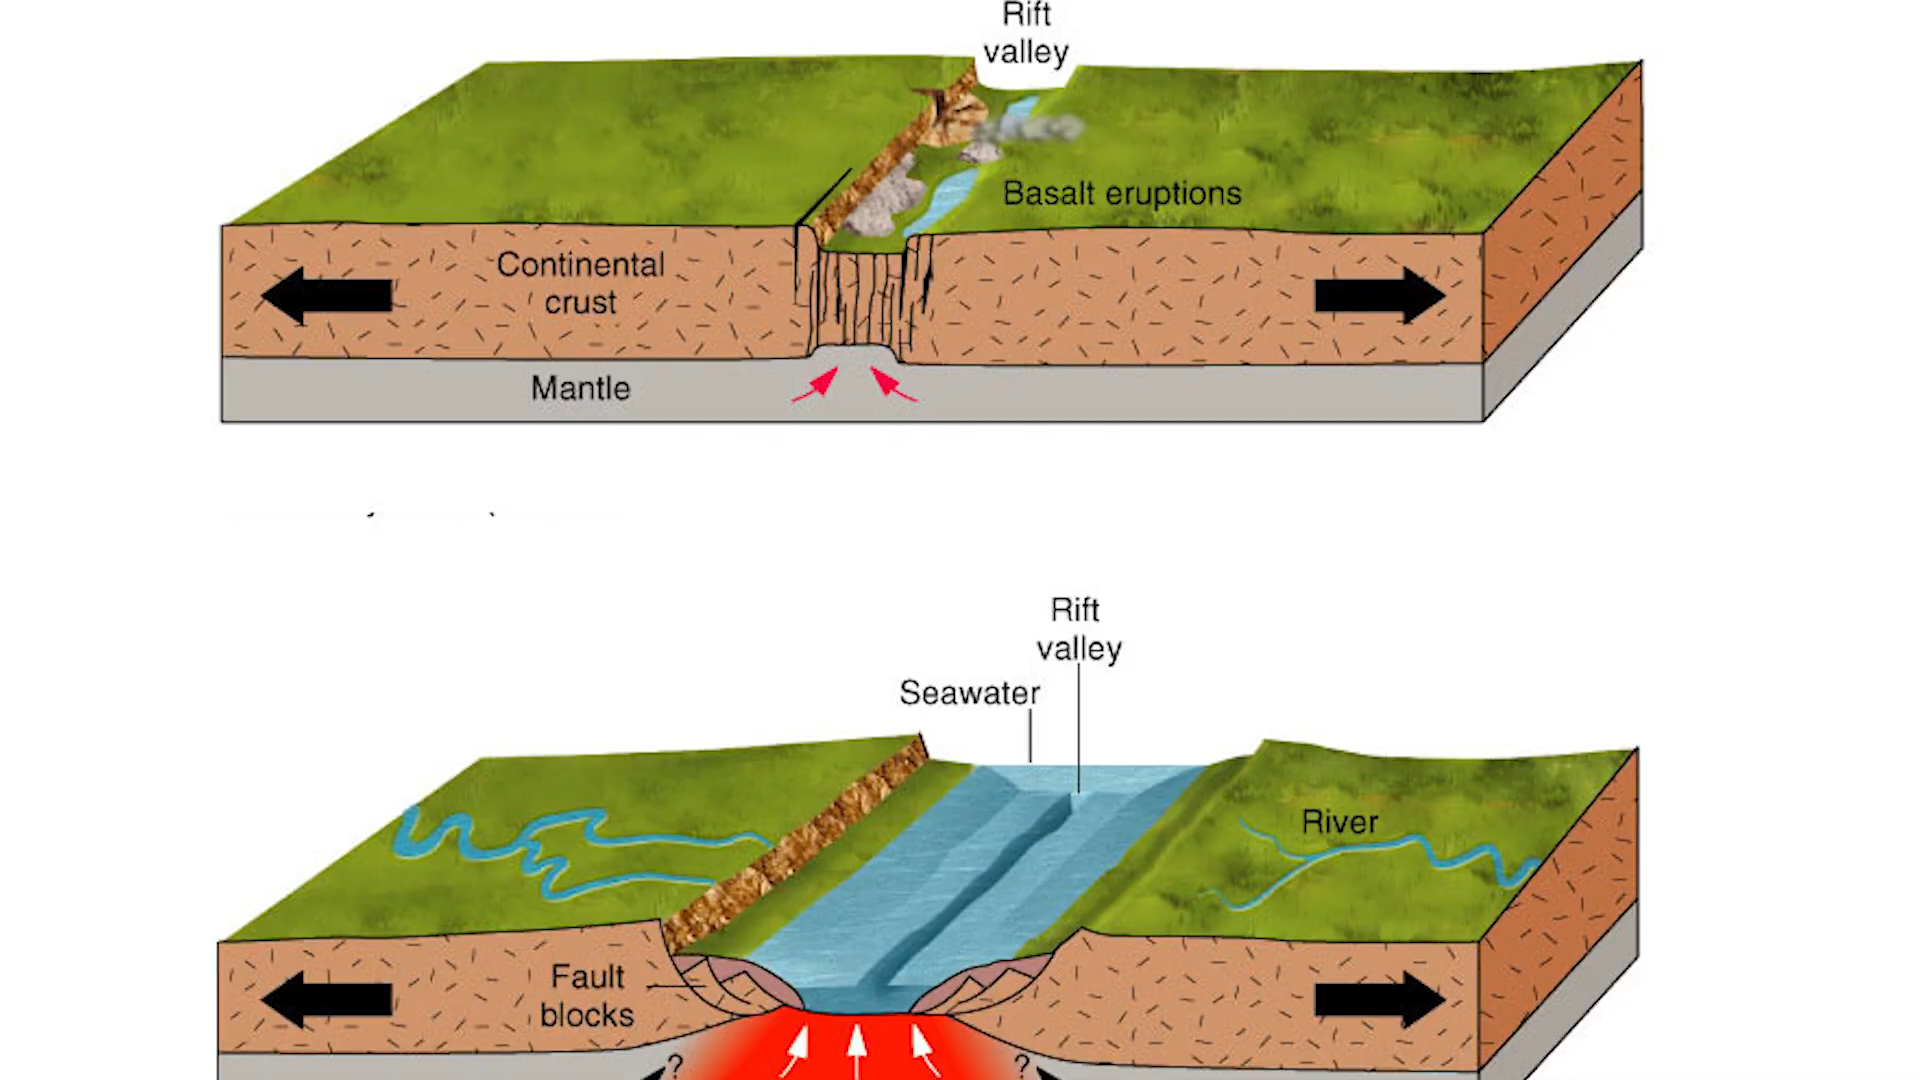 Rift
valley
Basalt eruptions
Continental
crust
Mantle
Rift
valley
Seawater
River
Fault
blocks
? ?